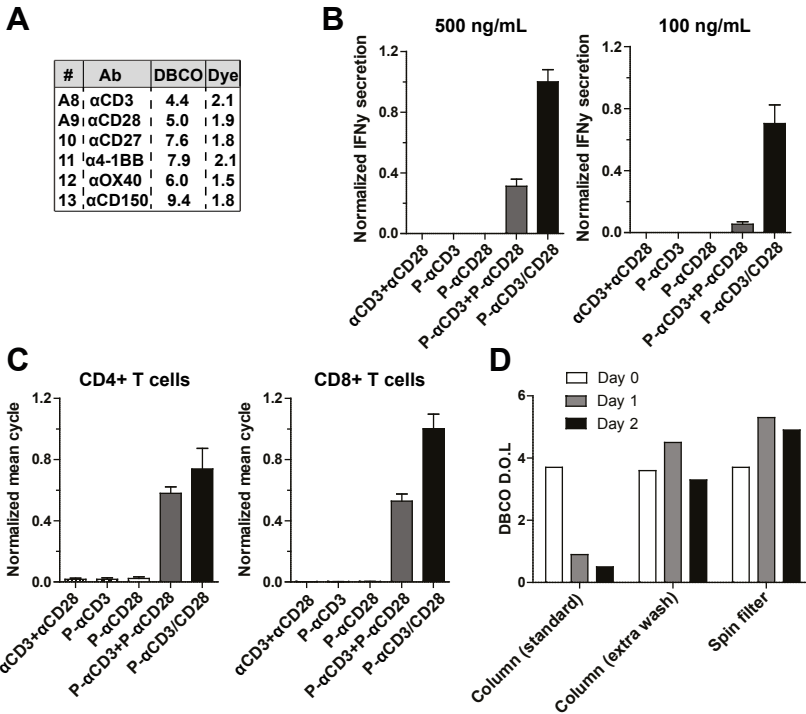 A
# Ab DBCO Dye
A8 αCD3 4.4 2.1
A9 αCD28 5.0 1.9
10 αCD27 7.6 1.8
11 α4-1BB 7.9 2.1
12 αOX40 6.0 1.5
13 αCD150 9.4 1.8
B
500 ng/mL
Normalized IFNγ secretion
1.2
0.8
0.4
0.0
αCD3+αCD28
P-αCD3
P-αCD28
P-αCD3+P-αCD28
P-αCD3/CD28
100 ng/mL
Normalized IFNγ secretion
1.2
0.8
0.4
0.0
αCD3+αCD28
P-αCD3
P-αCD28
P-αCD3+P-αCD28
P-αCD3/CD28
C
CD4+ T cells
Normalized mean cycle
1.2
0.8
0.4
0.0
αCD3+αCD28
P-αCD3
P-αCD28
P-αCD3+P-αCD28
P-αCD3/CD28
CD8+ T cells
Normalized mean cycle
1.2
0.8
0.4
0.0
αCD3+αCD28
P-αCD3
P-αCD28
P-αCD3+P-αCD28
P-αCD3/CD28
D
Day 0
Day 1
Day 2
DBCO D.O.L
6
4
2
0
Column (standard)
Column (extra wash)
Spin filter